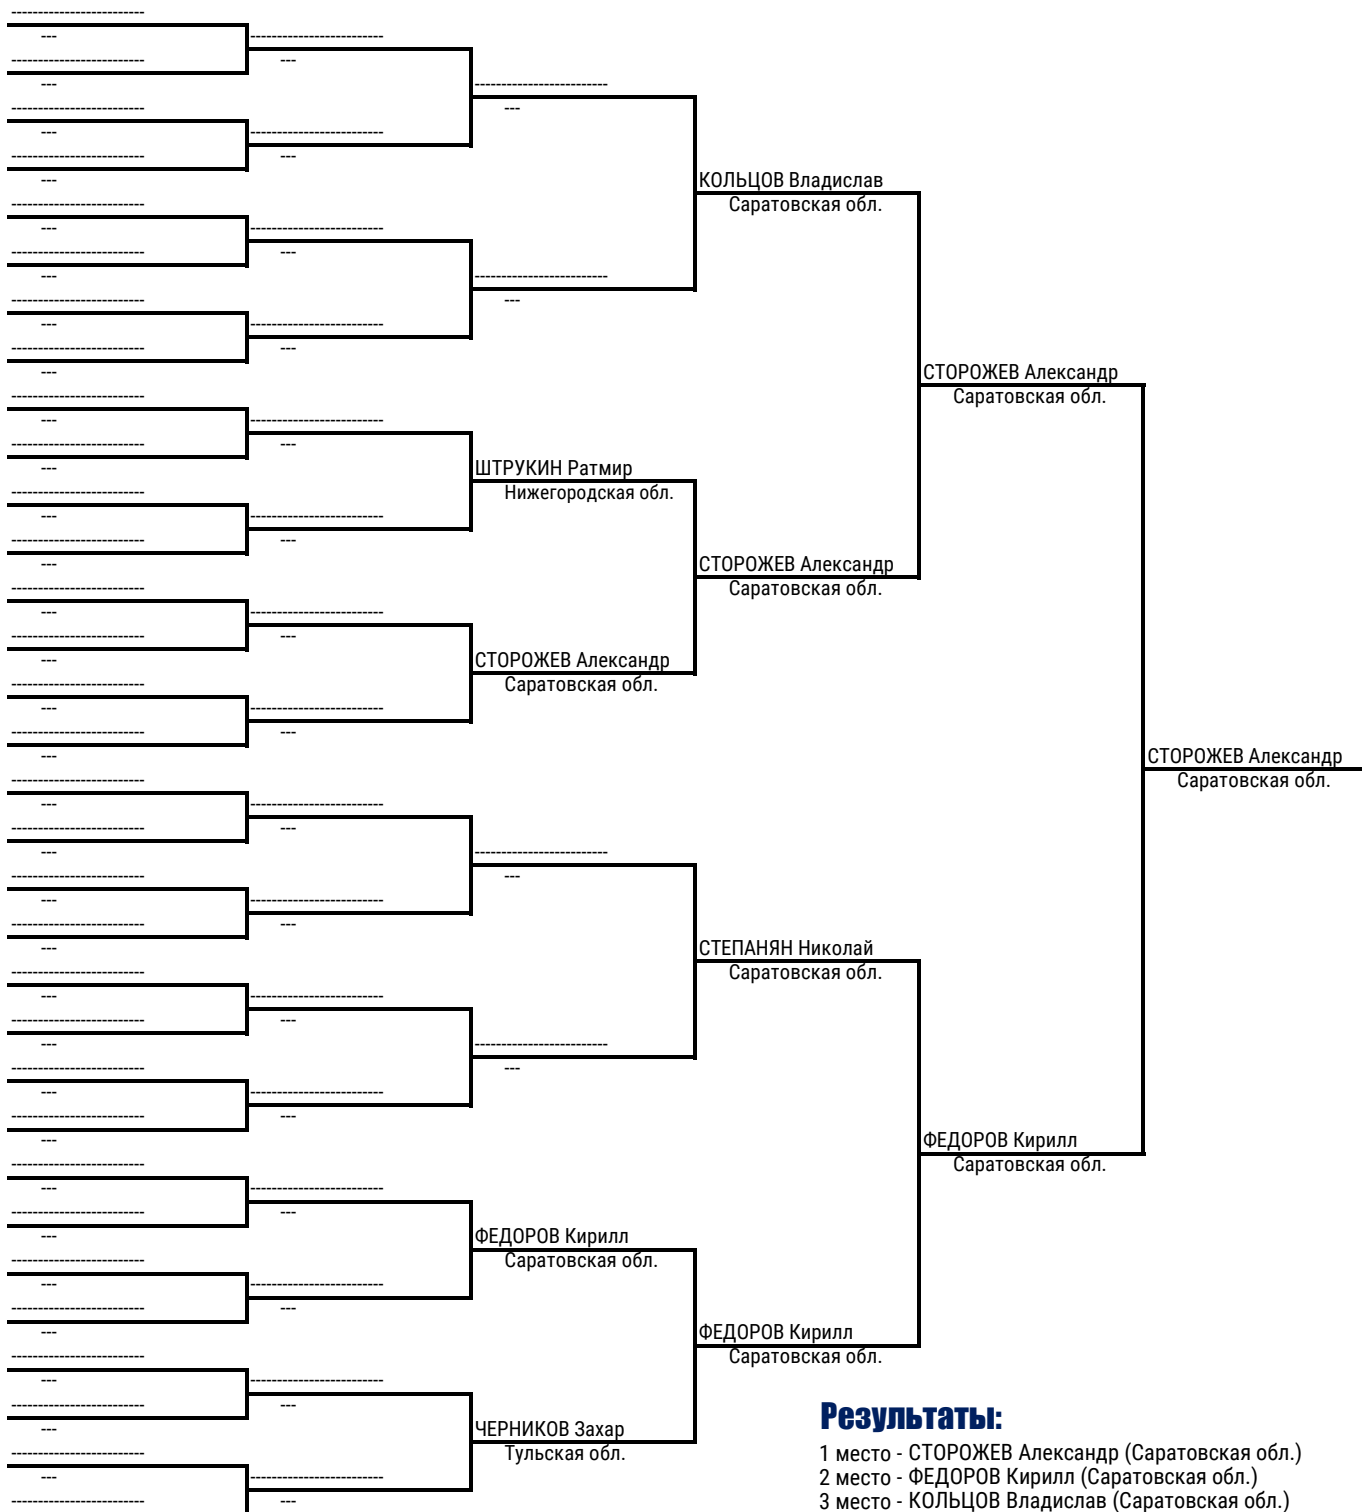 КОЛЬЦОВ Владислав
Саратовская обл.
СТОРОЖЕВ Александр
Саратовская обл.
ШТРУКИН Ратмир
Нижегородская обл.
СТОРОЖЕВ Александр
Саратовская обл.
СТОРОЖЕВ Александр
Саратовская обл.
СТОРОЖЕВ Александр
Саратовская обл.
СТЕПАНЯН Николай
Саратовская обл.
ФЕДОРОВ Кирилл
Саратовская обл.
ФЕДОРОВ Кирилл
Саратовская обл.
ФЕДОРОВ Кирилл
Саратовская обл.
ЧЕРНИКОВ Захар
Тульская обл.
Результаты:
1 место - СТОРОЖЕВ Александр (Саратовская обл.)
2 место - ФЕДОРОВ Кирилл (Саратовская обл.)
3 место - КОЛЬЦОВ Владислав (Саратовская обл.)